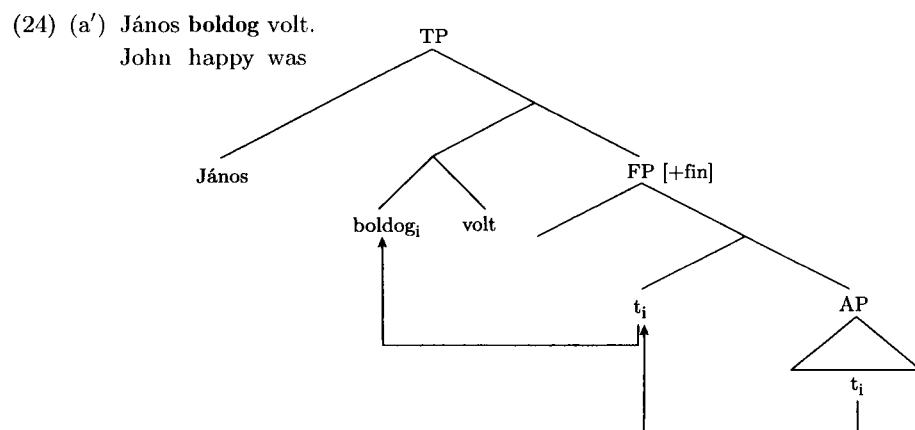 (24) (a′) János boldog volt.
TP
John happy was
János
FP [+fin]
boldogᵢ volt
tᵢ
AP
tᵢ